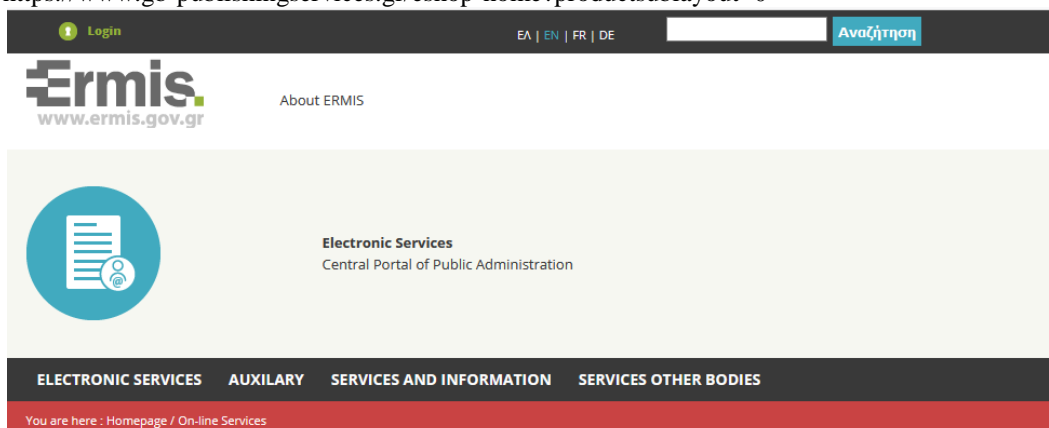 Login
ΕΛ | EN | FR | DE
Αναζήτηση
Ermis.
www.ermis.gov.gr
About ERMIS
Electronic Services
Central Portal of Public Administration
@
ELECTRONIC SERVICES AUXILARY SERVICES AND INFORMATION SERVICES OTHER BODIES
You are here : Homepage / On-line Services